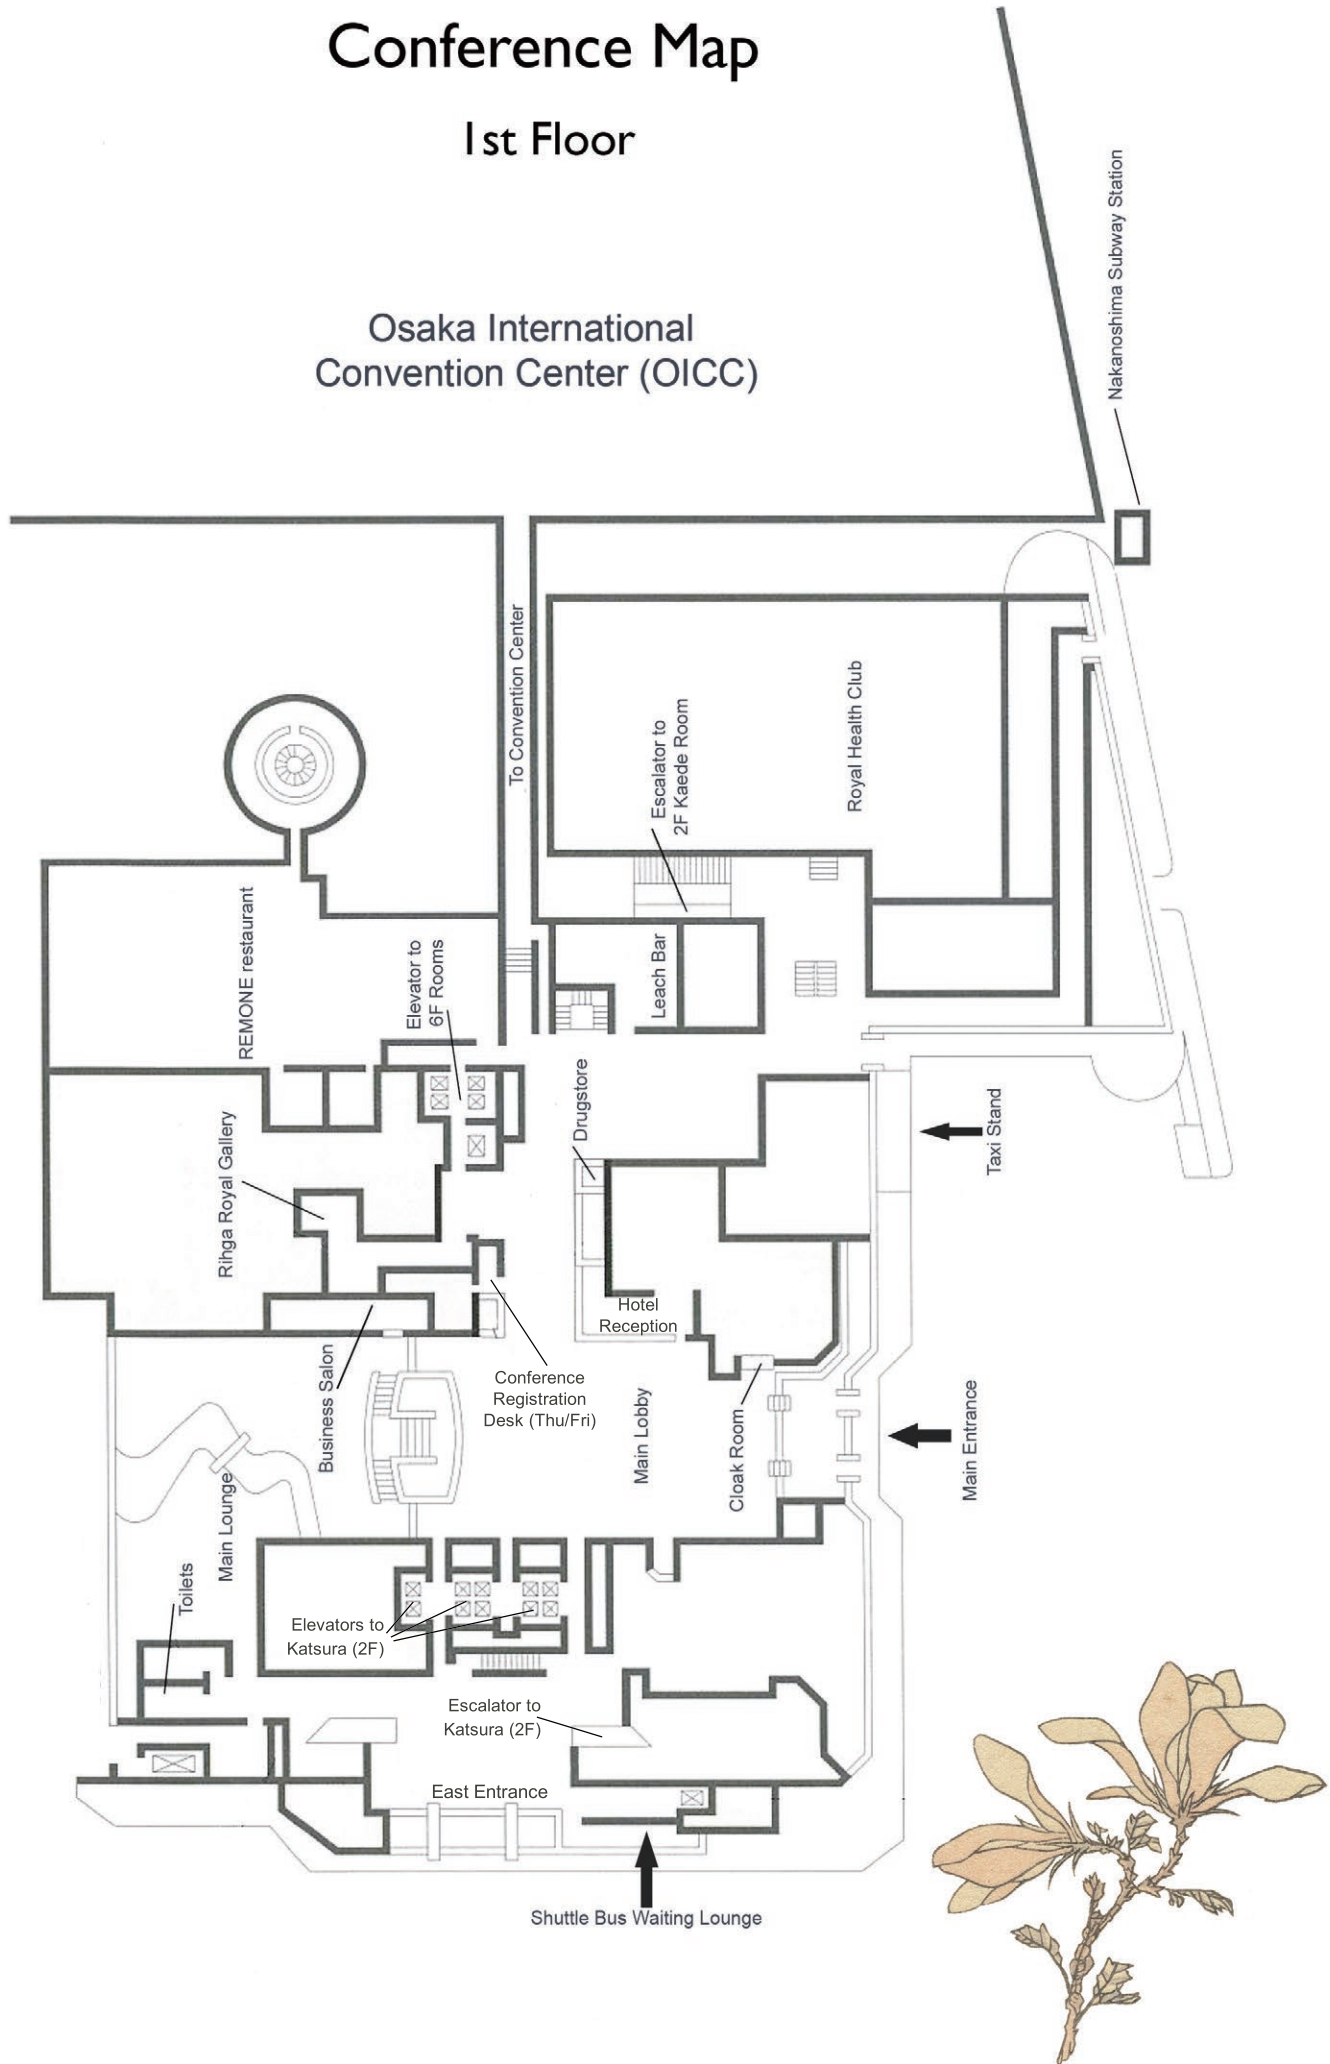 Conference Map
1st Floor
Nakanoshima Subway Station
Osaka International
Convention Center (OICC)
To Convention Center
Royal Health Club
Escalator to
2F Kaede Room
REMONE restaurant
Elevator to
6F Rooms
Leach Bar
Drugstore
Taxi Stand
Rihga Royal Gallery
Hotel
Reception
Business Salon
Conference
Registration
Desk (Thu/Fri)
Main Lobby
Cloak Room
Main Entrance
Main Lounge
Toilets
Elevators to
Katsura (2F)
Escalator to
Katsura (2F)
East Entrance
Shuttle Bus Waiting Lounge